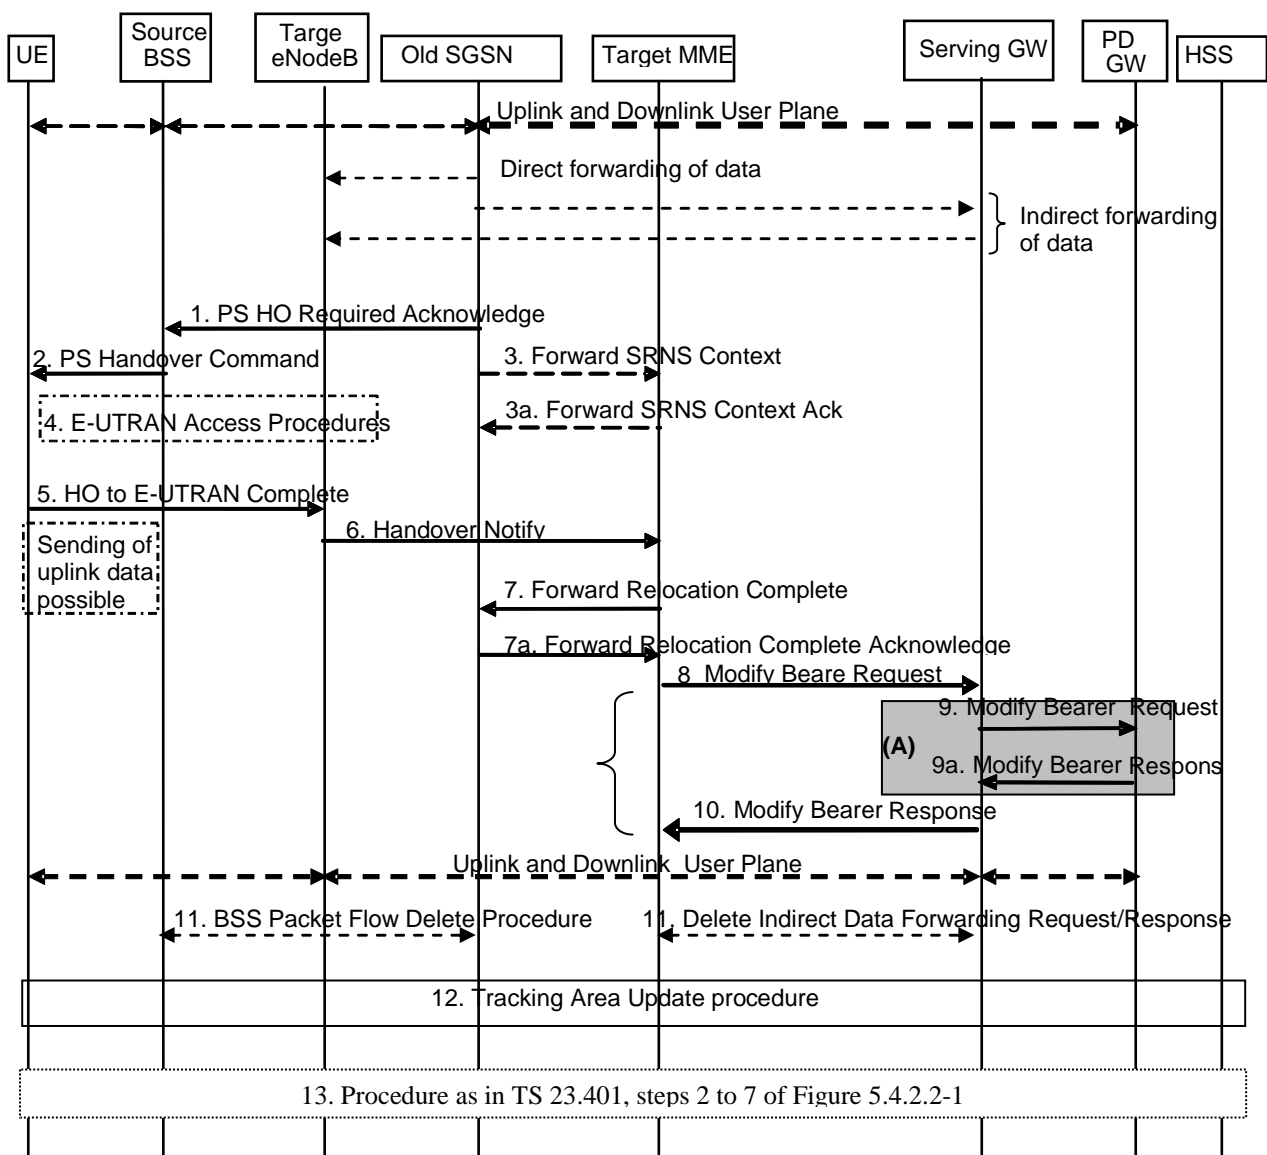 UE
Source
BSS
Targe
eNodeB
Old SGSN
Target MME
Serving GW
PD
GW
HSS
Uplink and Downlink User Plane
Direct forwarding of data
Indirect forwarding
of data
1. PS HO Required Acknowledge
2. PS Handover Command
3. Forward SRNS Context
4. E-UTRAN Access Procedures
3a. Forward SRNS Context Ack
5. HO to E-UTRAN Complete
6. Handover Notify
Sending of
uplink data
possible
7. Forward Relocation Complete
7a. Forward Relocation Complete Acknowledge
8 Modify Beare Request
9. Modify Bearer Request
(A)
9a. Modify Bearer Respons
10. Modify Bearer Response
Uplink and Downlink User Plane
11. BSS Packet Flow Delete Procedure
11. Delete Indirect Data Forwarding Request/Response
12. Tracking Area Update procedure
13. Procedure as in TS 23.401, steps 2 to 7 of Figure 5.4.2.2-1